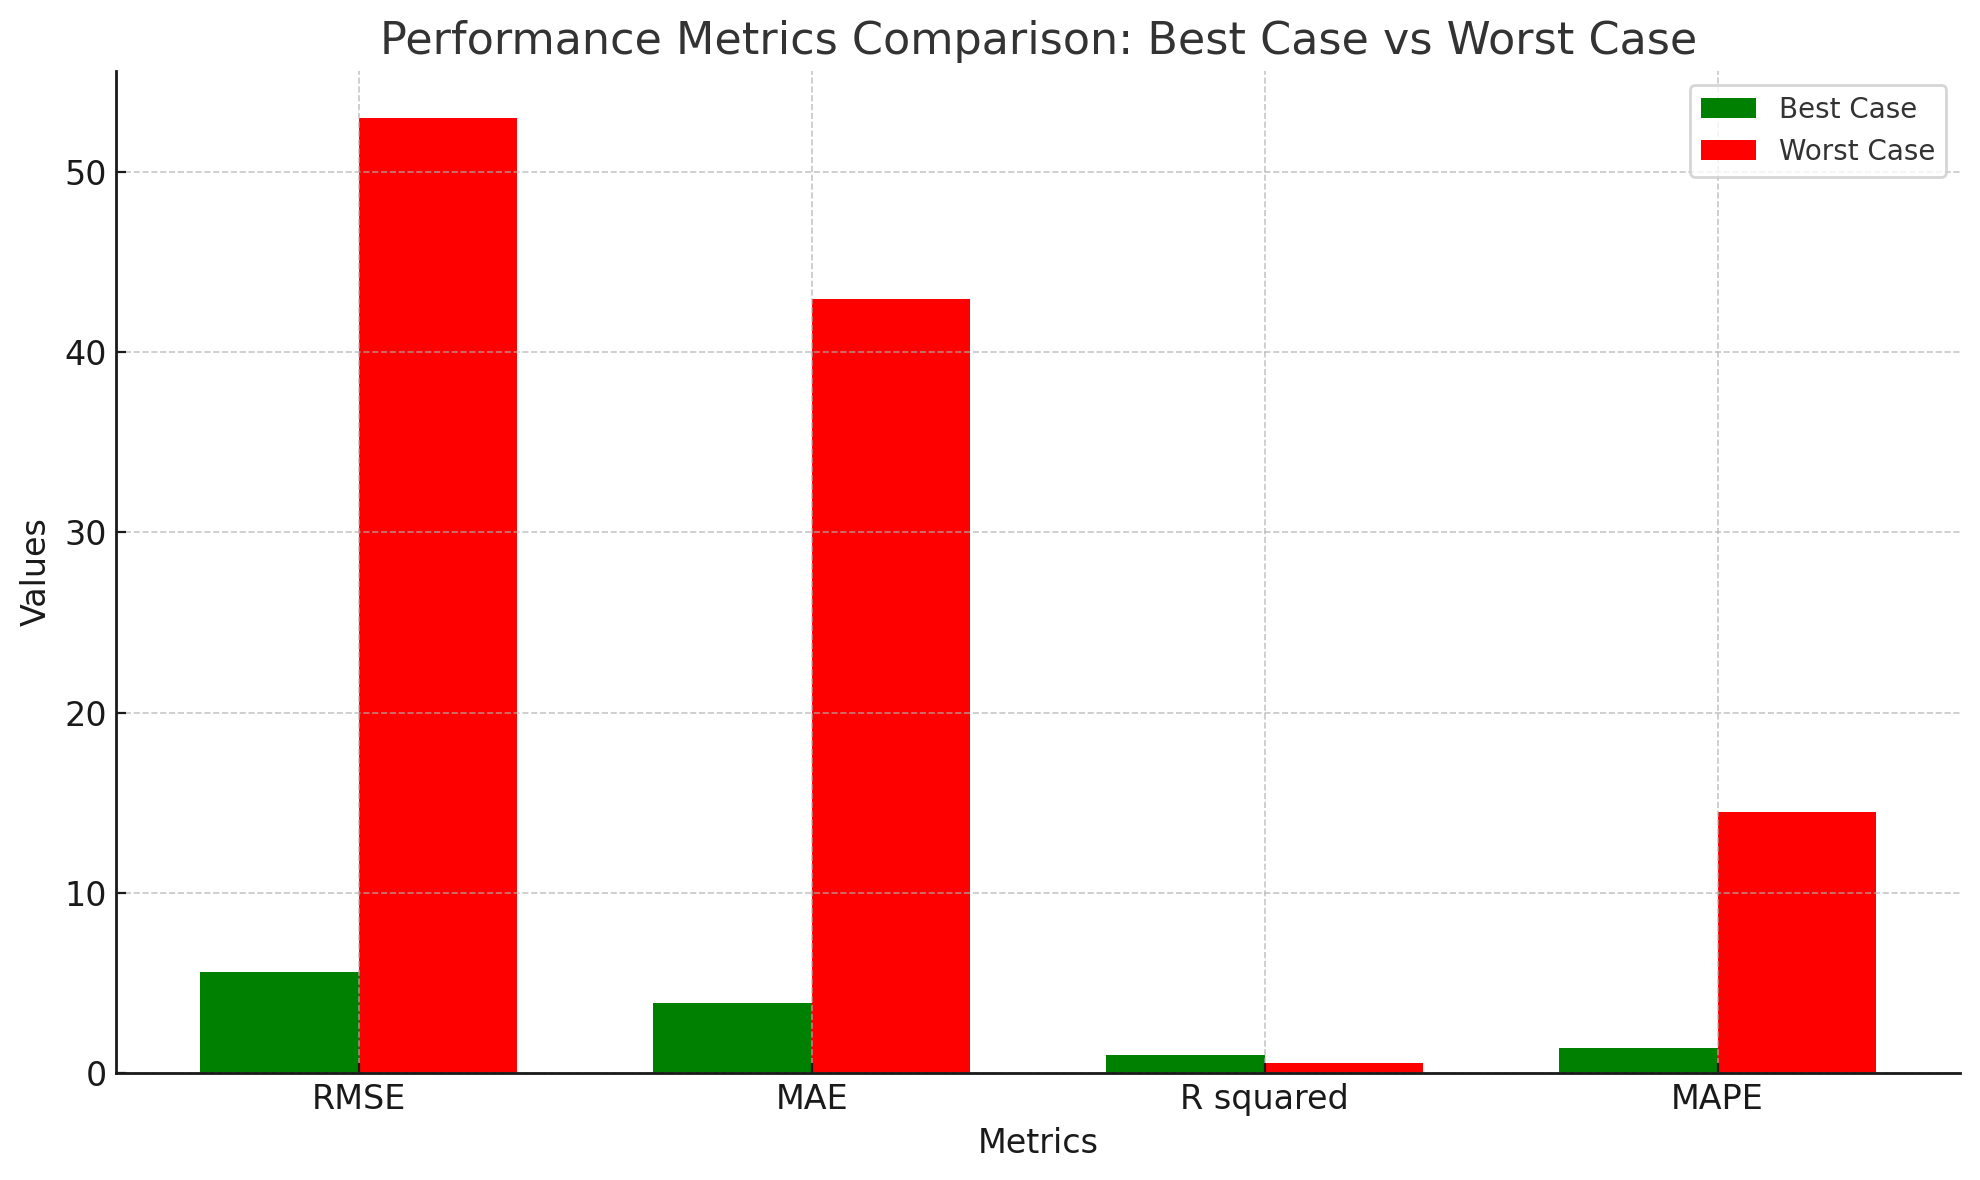 Performance Metrics Comparison: Best Case vs Worst Case
Best Case
Worst Case
Values
50
40
30
20
10
0
RMSE MAE R squared MAPE
Metrics